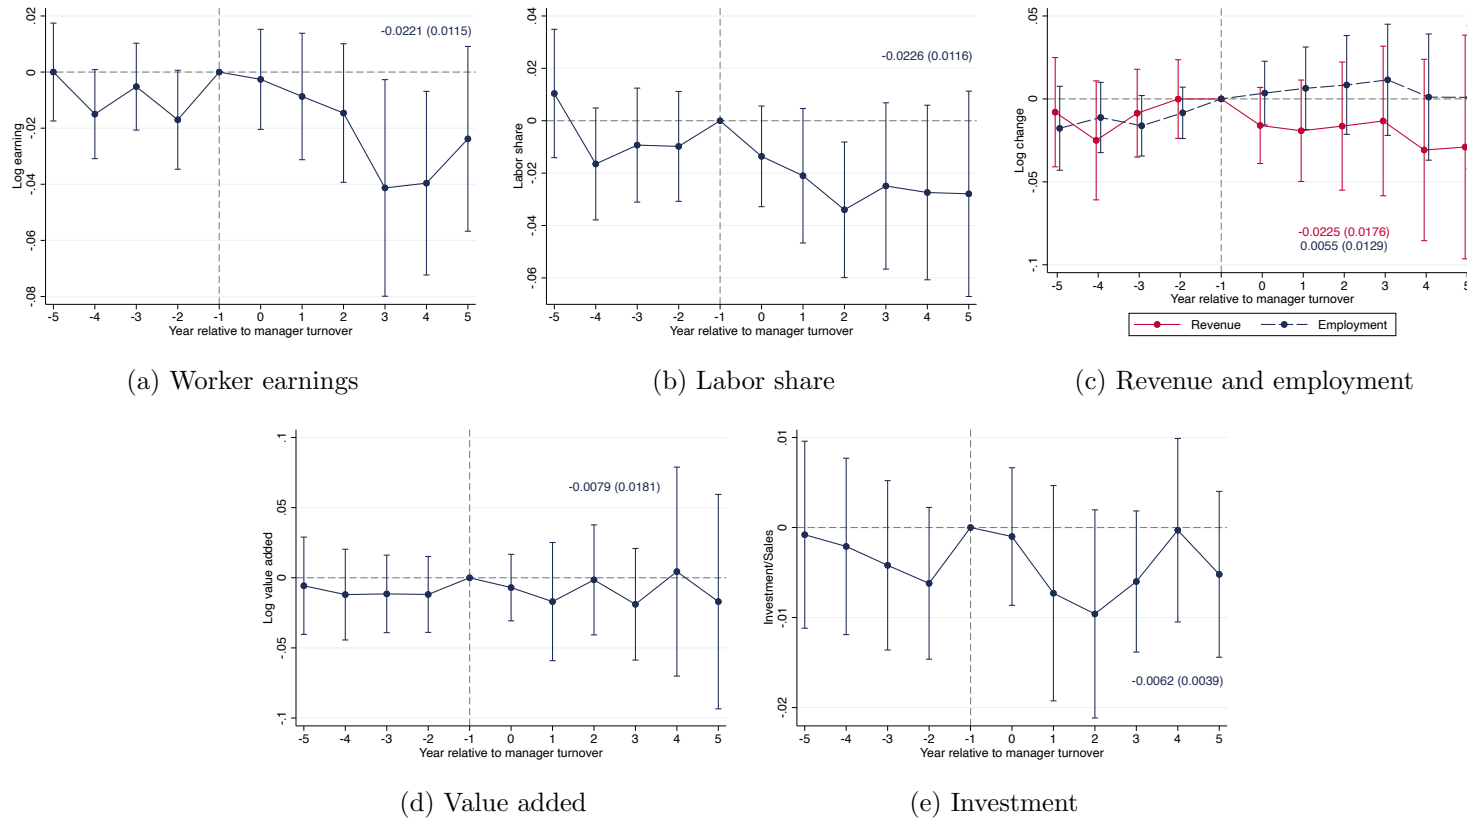 .02
0
-.02
-.04
-.06
-.08
Log earning
-0.0221 (0.0115)
-5 -4 -3 -2 -1 0 1 2 3 4 5
Year relative to manager turnover
(a) Worker earnings
.04
.02
0
-.02
-.04
-.06
Labor share
-0.0226 (0.0116)
-5 -4 -3 -2 -1 0 1 2 3 4 5
Year relative to manager turnover
(b) Labor share
.05
0
-.05
-.1
Log change
-0.0225 (0.0176)
0.0055 (0.0129)
-5 -4 -3 -2 -1 0 1 2 3 4 5
Year relative to manager turnover
Revenue Employment
(c) Revenue and employment
.1
.05
0
-.05
-.1
Log value added
-0.0079 (0.0181)
-5 -4 -3 -2 -1 0 1 2 3 4 5
Year relative to manager turnover
(d) Value added
.01
0
-.01
-.02
Investment/Sales
-0.0062 (0.0039)
-5 -4 -3 -2 -1 0 1 2 3 4 5
Year relative to manager turnover
(e) Investment